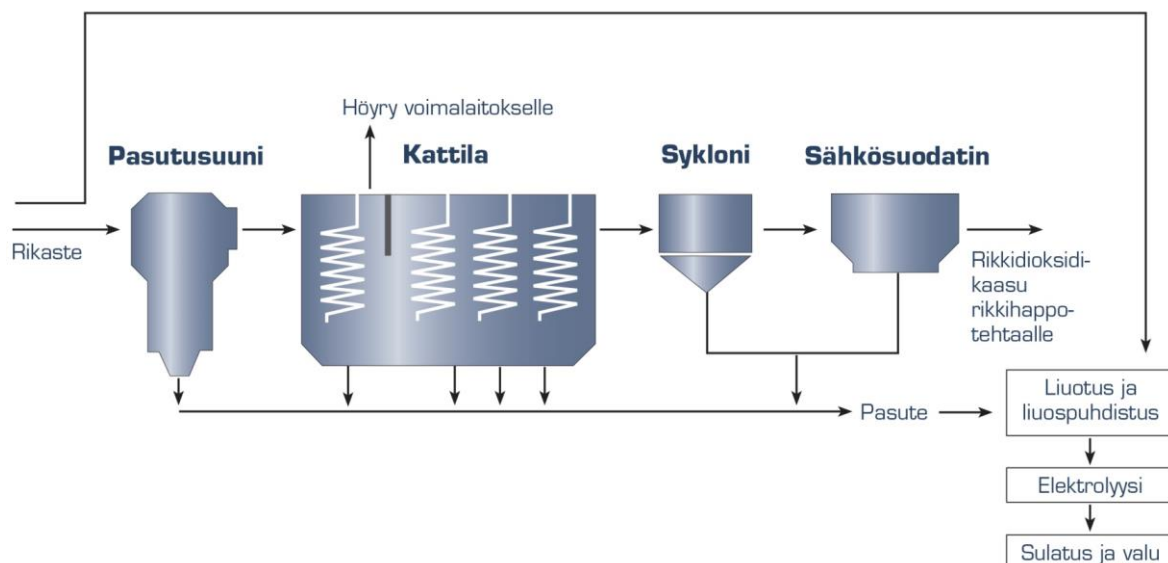 Höyry voimalaitokselle
Pasutusuuni
Kattila
Sykloni
Sähkösuodatin
Rikaste
Rikkidioksidi-
kaasu
rikkihappo-
tehtaalle
Pasute
Liuotus ja
liuospuhdistus
Elektrolyysi
Sulatus ja valu